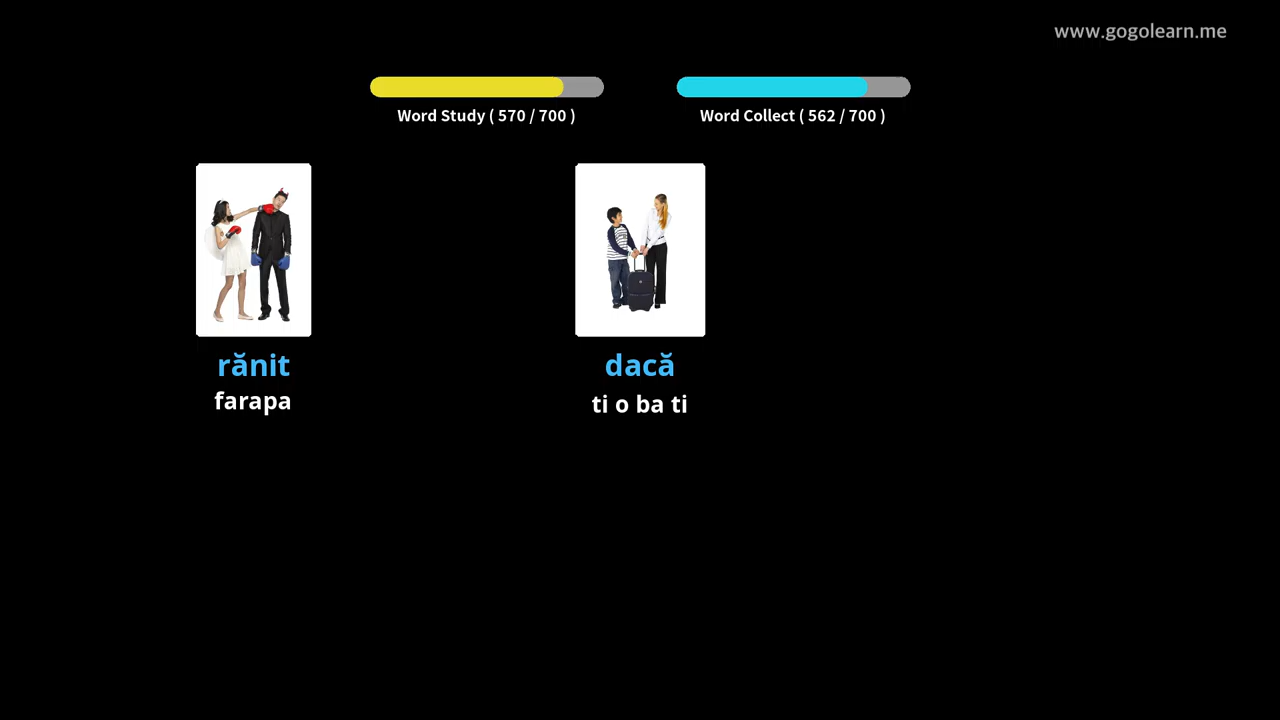 www.gogolearn.me
Word Study ( 570 / 700 )
Word Collect ( 562 / 700 )
rănit
farapa
dacă
ti o ba ti